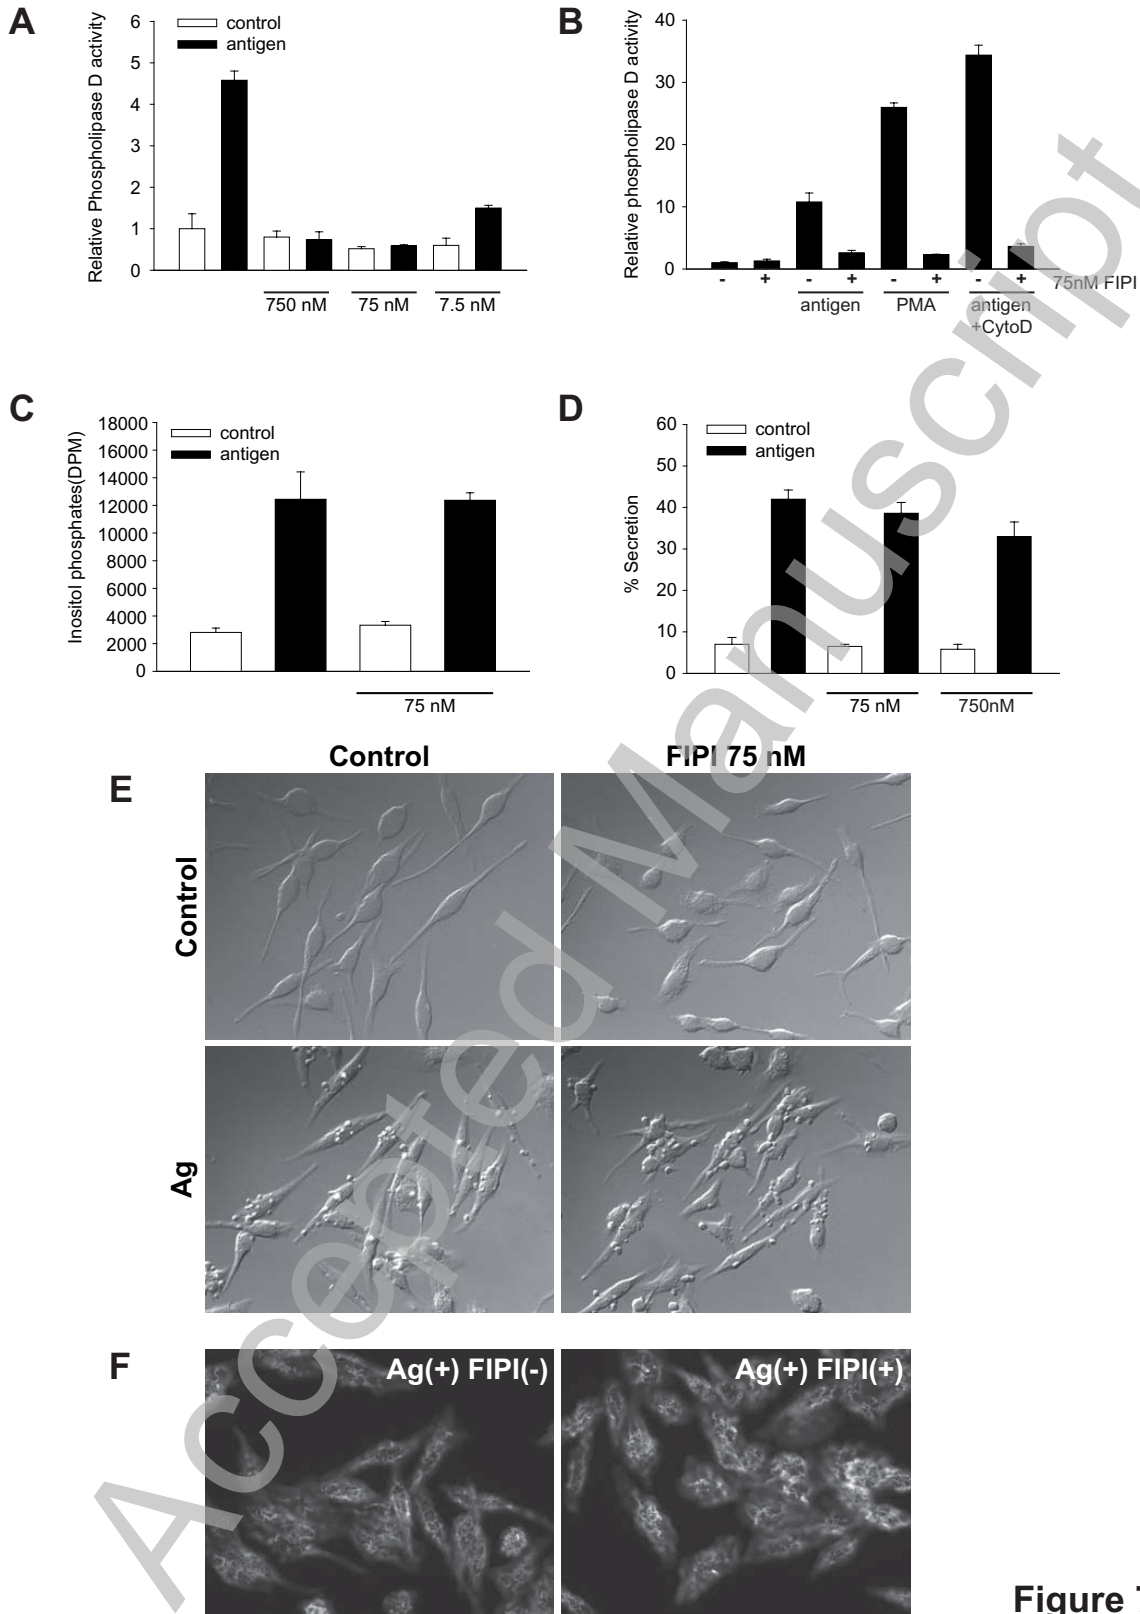 A
Relative Phospholipase D activity
6
5
4
3
2
1
0
control
antigen
750 nM
75 nM
7.5 nM
B
Relative phospholipase D activity
40
30
20
10
0
- + - + - + - +
75nM FIPI
antigen
PMA
antigen
+CytoD
C
Inositol phosphates(DPM)
18000
16000
14000
12000
10000
8000
6000
4000
2000
0
control
antigen
75 nM
D
% Secretion
60
50
40
30
20
10
0
control
antigen
75 nM
750nM
Control
FIPI 75 nM
E
Control
Ag
F
Ag(+) FIPI(-)
Ag(+) FIPI(+)
Accepted Manuscript
Figure